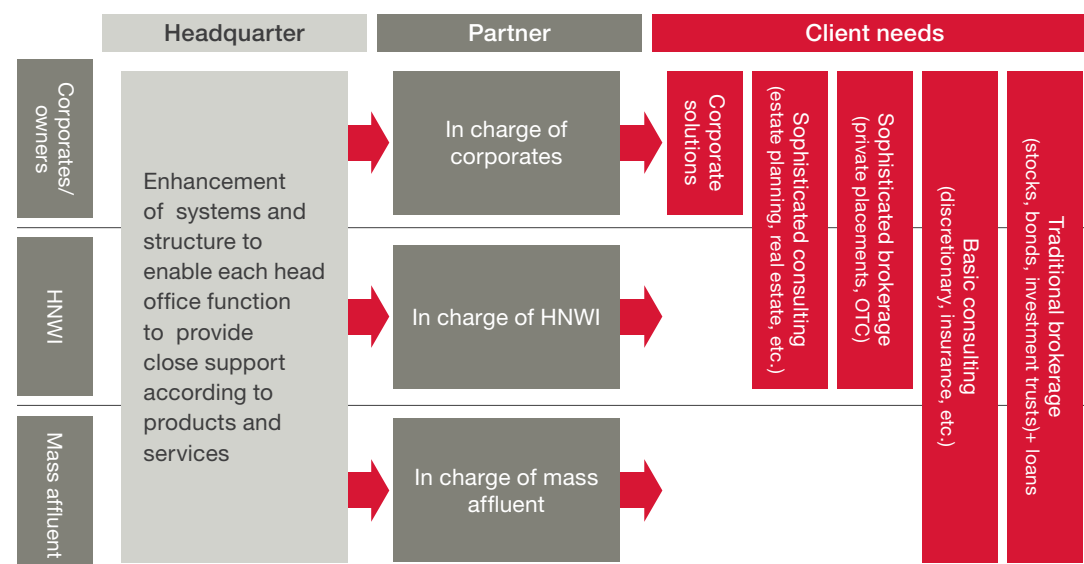 Headquarter
Partner
Client needs
Corporates/
owners
Enhancement
of systems and
structure to
enable each head
office function
to provide
close support
according to
products and
services
In charge of
corporates
Corporate
solutions
Sophisticated consulting
(estate planning, real estate, etc.)
Sophisticated brokerage
(private placements, OTC)
Basic consulting
(discretionary, insurance, etc.)
Traditional brokerage
(stocks, bonds, investment trusts)+ loans
HNWI
In charge of HNWI
Mass affluent
In charge of mass
affluent